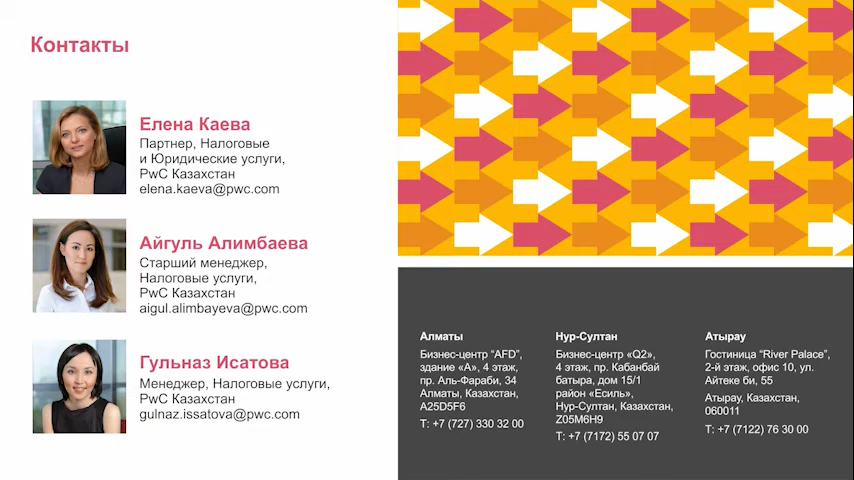 Контакты
Елена Каева
Партнер, Налоговые
и Юридические услуги,
PwC Казахстан
elena.kaeva@pwc.com
Айгуль Алимбаева
Старший менеджер,
Налоговые услуги,
PwC Казахстан
aigul.alimbayeva@pwc.com
Гульназ Исатова
Менеджер, Налоговые услуги,
PwC Казахстан
gulnaz.issatova@pwc.com
Алматы
Бизнес-центр “AFD”,
здание «А», 4 этаж,
пр. Аль-Фараби, 34
Алматы, Казахстан,
A25D5F6
T: +7 (727) 330 32 00
Нур-Султан
Бизнес-центр «Q2»,
4 этаж, пр. Кабанбай
батыра, дом 15/1
район «Есиль»,
Нур-Султан, Казахстан,
Z05M6H9
T: +7 (7172) 55 07 07
Атырау
Гостиница “River Palace”,
2-й этаж, офис 10, ул.
Айтеке би, 55
Атырау, Казахстан,
060011
T: +7 (7122) 76 30 00